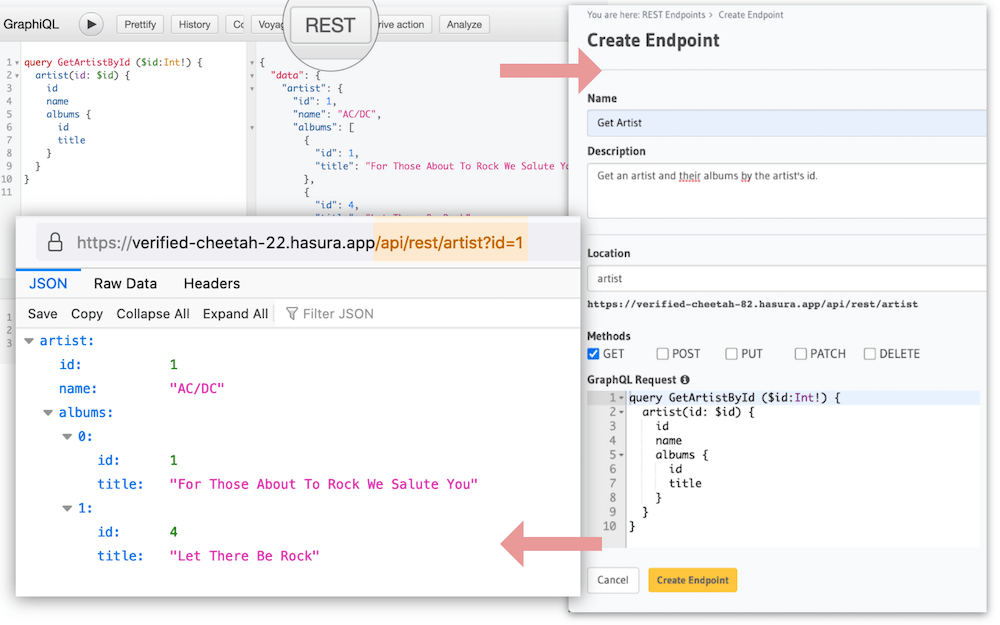 GraphiQL
Prettify
History
Co
Voyag
REST
rive action
Analyze
1 query GetArtistById ($id:Int!) {
2 artist(id: $id) {
3 id
4 name
5 albums {
6 id
7 title
8 }
9 }
10 }
11
{
"data": {
"artist": {
"id": 1,
"name": "AC/DC",
"albums": [
{
"id": 1,
"title": "For Those About To Rock We Salute Yo
},
{
"id": 4,
1
2
3
https://verified-cheetah-22.hasura.app/api/rest/artist?id=1
JSON Raw Data Headers
Save Copy Collapse All Expand All Filter JSON
artist:
id: 1
name: "AC/DC"
albums:
0:
id: 1
title: "For Those About To Rock We Salute You"
1:
id: 4
title: "Let There Be Rock"
You are here: REST Endpoints > Create Endpoint
Create Endpoint
Name
Get Artist
Description
Get an artist and their albums by the artist's id.
Location
artist
https://verified-cheetah-82.hasura.app/api/rest/artist
Methods
GET POST PUT PATCH DELETE
GraphQL Request
1 query GetArtistById ($id:Int!) {
2 artist(id: $id) {
3 id
4 name
5 albums {
6 id
7 title
8 }
9 }
10 }
Cancel Create Endpoint